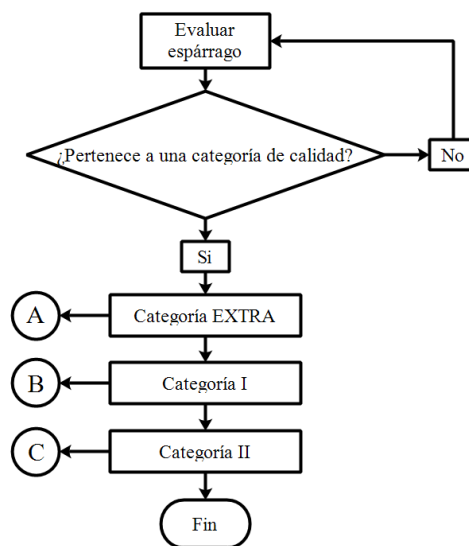 Evaluar
espárrago
¿Pertenece a una categoría de calidad?
No
Si
A
Categoría EXTRA
B
Categoría I
C
Categoría II
Fin